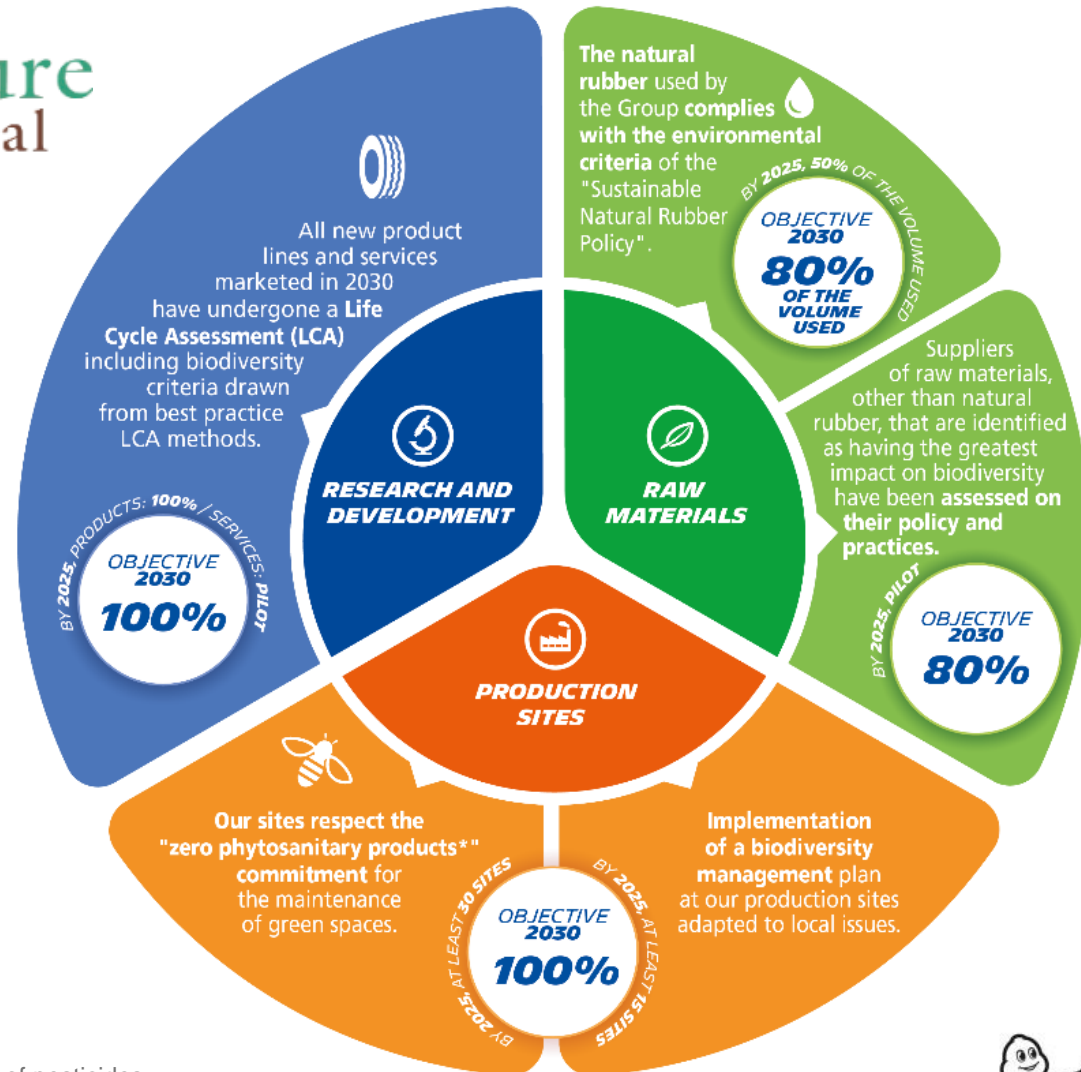 ure
al
All new product
lines and services
marketed in 2030
have undergone a Life
Cycle Assessment (LCA)
including biodiversity
criteria drawn
from best practice
LCA methods.
BY 2025, PRODUCTS: 100% / SERVICES: PILOT
OBJECTIVE
2030
100%
RESEARCH AND
DEVELOPMENT
The natural
rubber used by
the Group complies
with the environmental
criteria of the
"Sustainable
Natural Rubber
Policy".
BY 2025, 50% OF THE VOLUME USED
OBJECTIVE
2030
80%
OF THE
VOLUME
USED
RAW
MATERIALS
Suppliers
of raw materials,
other than natural
rubber, that are identified
as having the greatest
impact on biodiversity
have been assessed on
their policy and
practices.
BY 2025, PILOT
OBJECTIVE
2030
80%
PRODUCTION
SITES
Our sites respect the
"zero phytosanitary products*"
commitment for
the maintenance
of green spaces.
BY 2025, AT LEAST 30 SITES
OBJECTIVE
2030
100%
BY 2025, AT LEAST 15 SITES
Implementation
of a biodiversity
management plan
at our production sites
adapted to local issues.
of pesticides